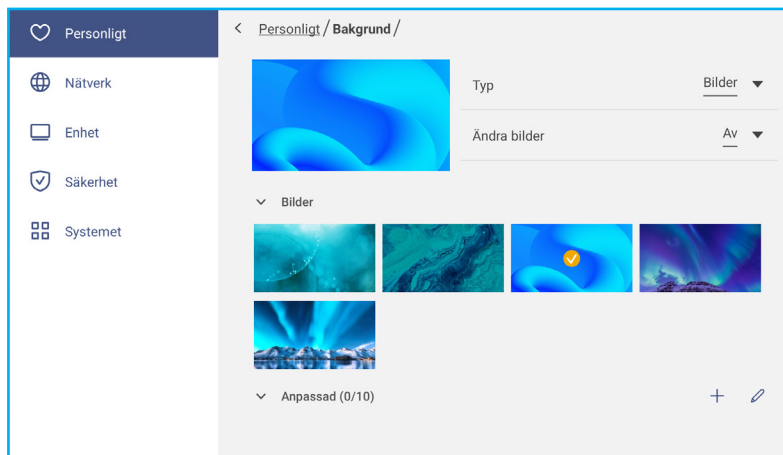 Personligt
Nätverk
Enhet
Säkerhet
Systemet
Personligt / Bakgrund /
Typ Bilder
Ändra bilder Av
Bilder
Anpassad (0/10)